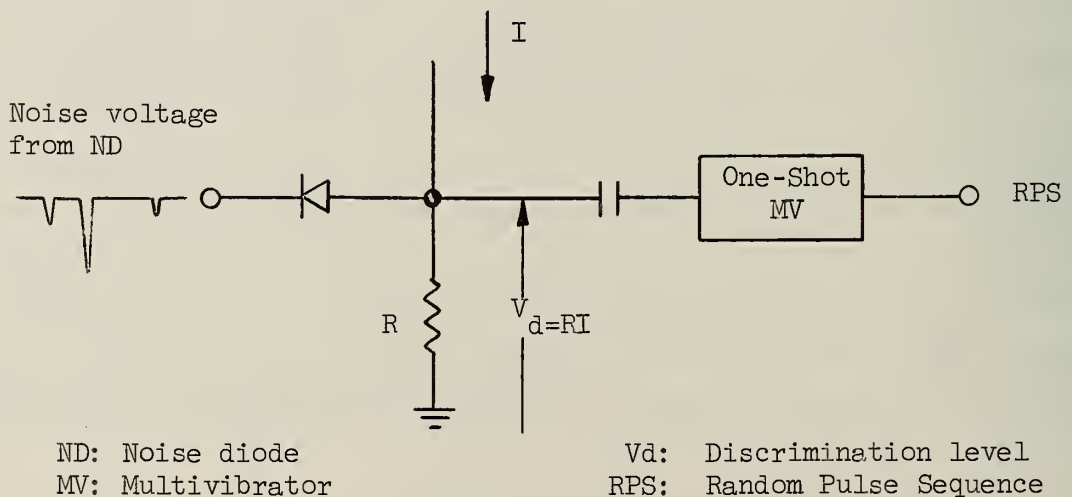 I
Noise voltage
from ND
One-Shot
MV
RPS
R
Vd=RI
ND: Noise diode
Vd: Discrimination level
MV: Multivibrator
RPS: Random Pulse Sequence